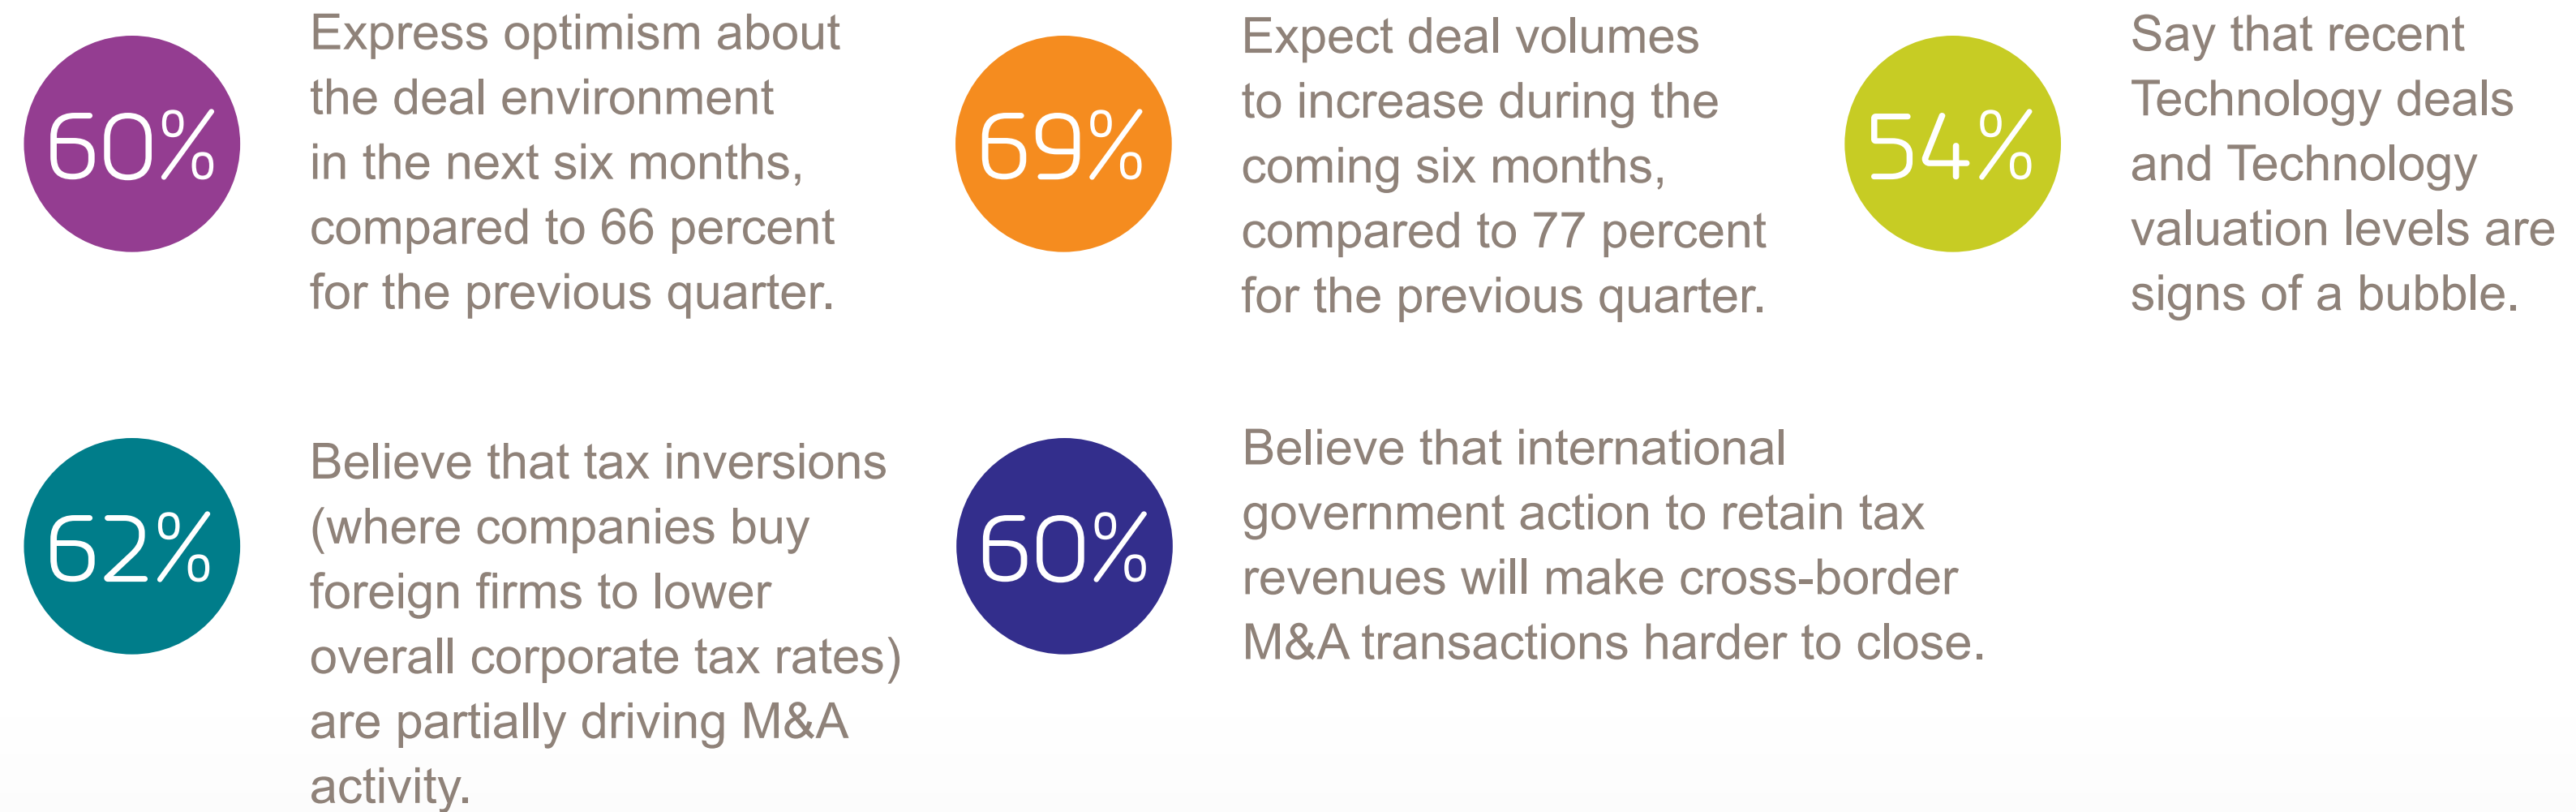 60%
Express optimism about
the deal environment
in the next six months,
compared to 66 percent
for the previous quarter.
69%
Expect deal volumes
to increase during the
coming six months,
compared to 77 percent
for the previous quarter.
54%
Say that recent
Technology deals
and Technology
valuation levels are
signs of a bubble.
62%
Believe that tax inversions
(where companies buy
foreign firms to lower
overall corporate tax rates)
are partially driving M&A
activity.
60%
Believe that international
government action to retain tax
revenues will make cross-border
M&A transactions harder to close.